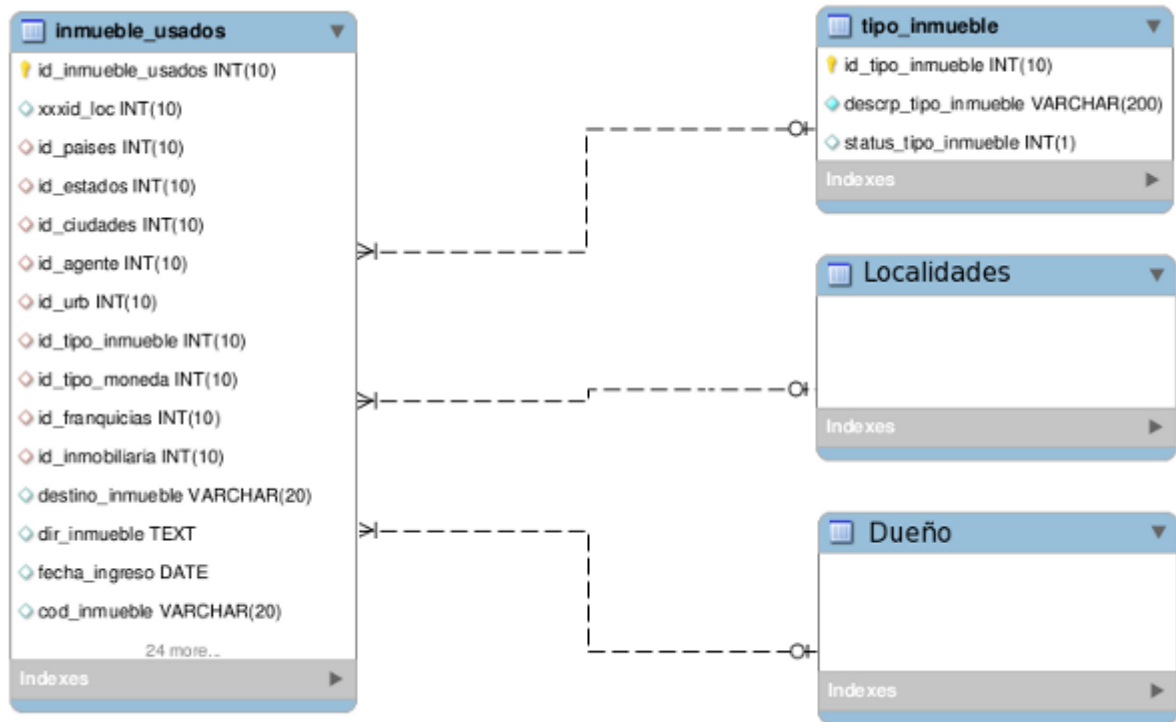 inmueble_usados
id_inmueble_usados INT(10)
xxxid_loc INT(10)
id_paises INT(10)
id_estados INT(10)
id_ciudades INT(10)
id_agente INT(10)
id_urb INT(10)
id_tipo_inmueble INT(10)
id_tipo_moneda INT(10)
id_franquicias INT(10)
id_inmobiliaria INT(10)
destino_inmueble VARCHAR(20)
dir_inmueble TEXT
fecha_ingreso DATE
cod_inmueble VARCHAR(20)
24 more...
Indexes
tipo_inmueble
id_tipo_inmueble INT(10)
descrp_tipo_inmueble VARCHAR(200)
status_tipo_inmueble INT(1)
Indexes
Localidades
Indexes
Dueño
Indexes